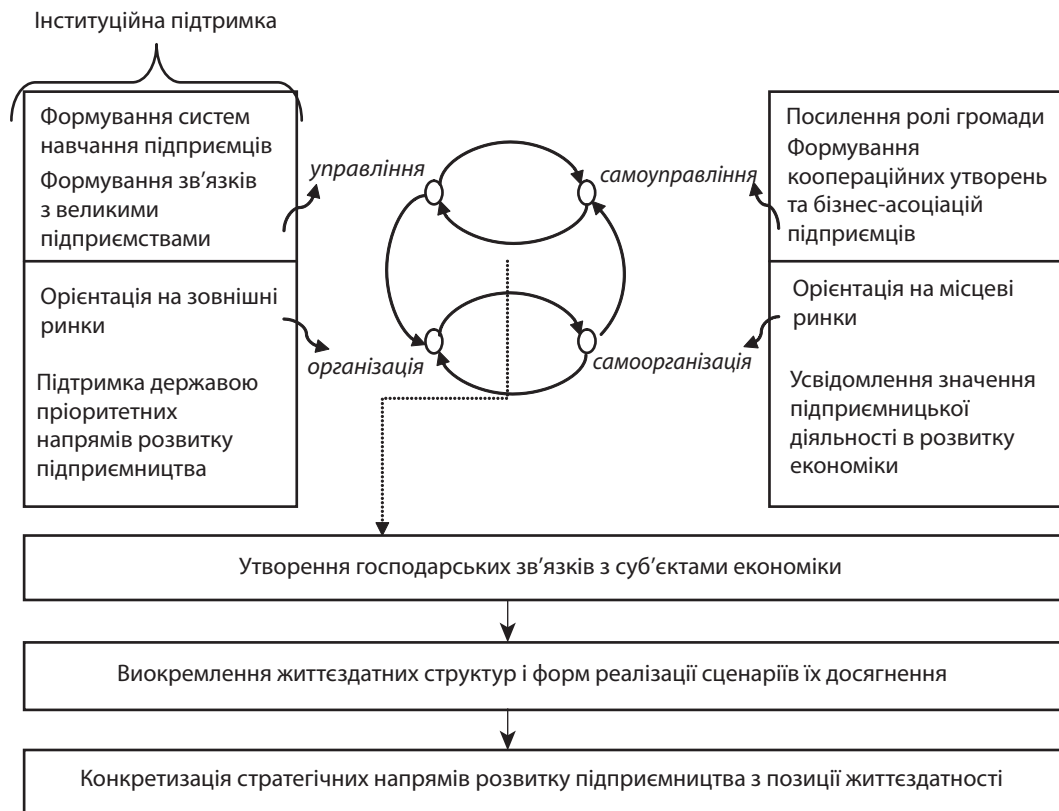 Інституційна підтримка
Формування систем
навчання підприємців
Формування зв'язків
з великими
підприємствами
Орієнтація на зовнішні
ринки
Підтримка державою
пріоритетних
напрямів розвитку
підприємництва
управління
самоуправління
організація
самоорганізація
Посилення ролі громади
Формування
коопераційних утворень
та бізнес-асоціацій
підприємців
Орієнтація на місцеві
ринки
Усвідомлення значення
підприємницької
діяльності в розвитку
економіки
Утворення господарських зв'язків з суб'єктами економіки
Виокремлення життєздатних структур і форм реалізації сценаріїв їх досягнення
Конкретизація стратегічних напрямів розвитку підприємництва з позиції життєздатності